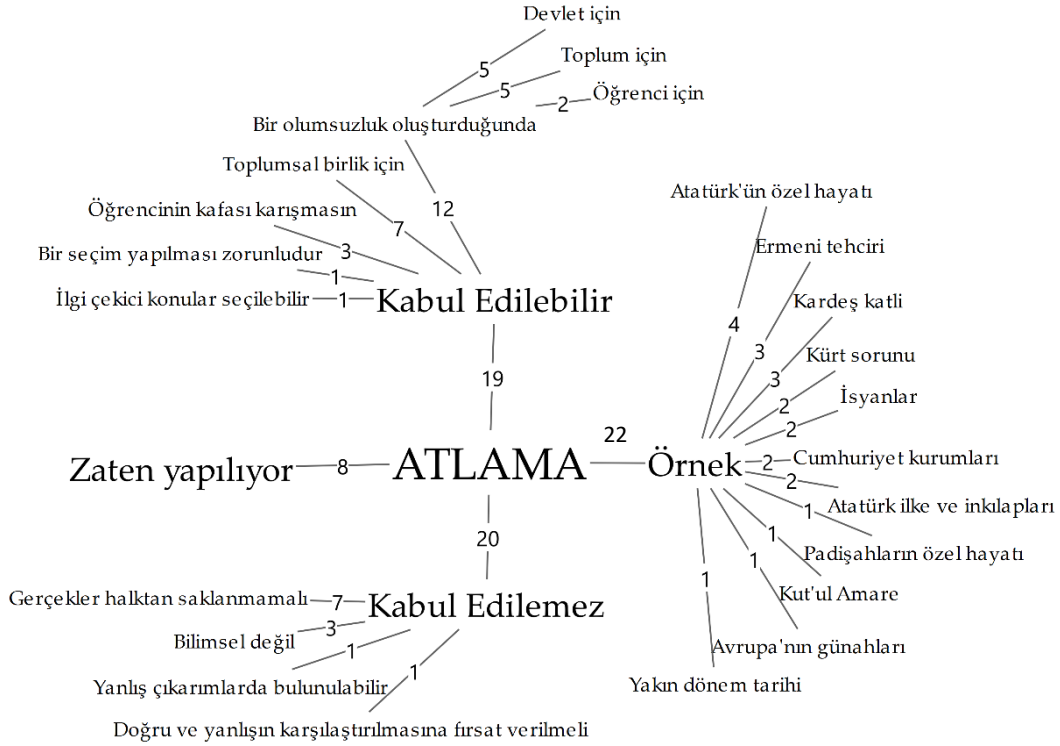 Devlet için
5
Toplum için
5
Öğrenci için
2
Bir olumsuzluk oluşturduğunda
Toplumsal birlik için
12
Öğrencinin kafası karışmasın
7
3
Bir seçim yapılması zorunludur
1
İlgi çekici konular seçilebilir
1
Kabul Edilebilir
19
Atatürk'ün özel hayatı
Ermeni tehciri
Kardeş katli
4
3
Kürt sorunu
3
İsyanlar
2
2
22
Zaten yapılıyor
8
ATLAMA
Örnek
2
Cumhuriyet kurumları
2
Atatürk ilke ve inkılapları
1
Padişahların özel hayatı
1
Kut'ul Amare
1
Avrupa'nın günahları
1
Yakın dönem tarihi
20
Gerçekler halktan saklanmamalı
7
Kabul Edilemez
3
Bilimsel değil
1
Yanlış çıkarımlarda bulunulabilir
1
Doğru ve yanlışın karşılaştırılmasına fırsat verilmeli